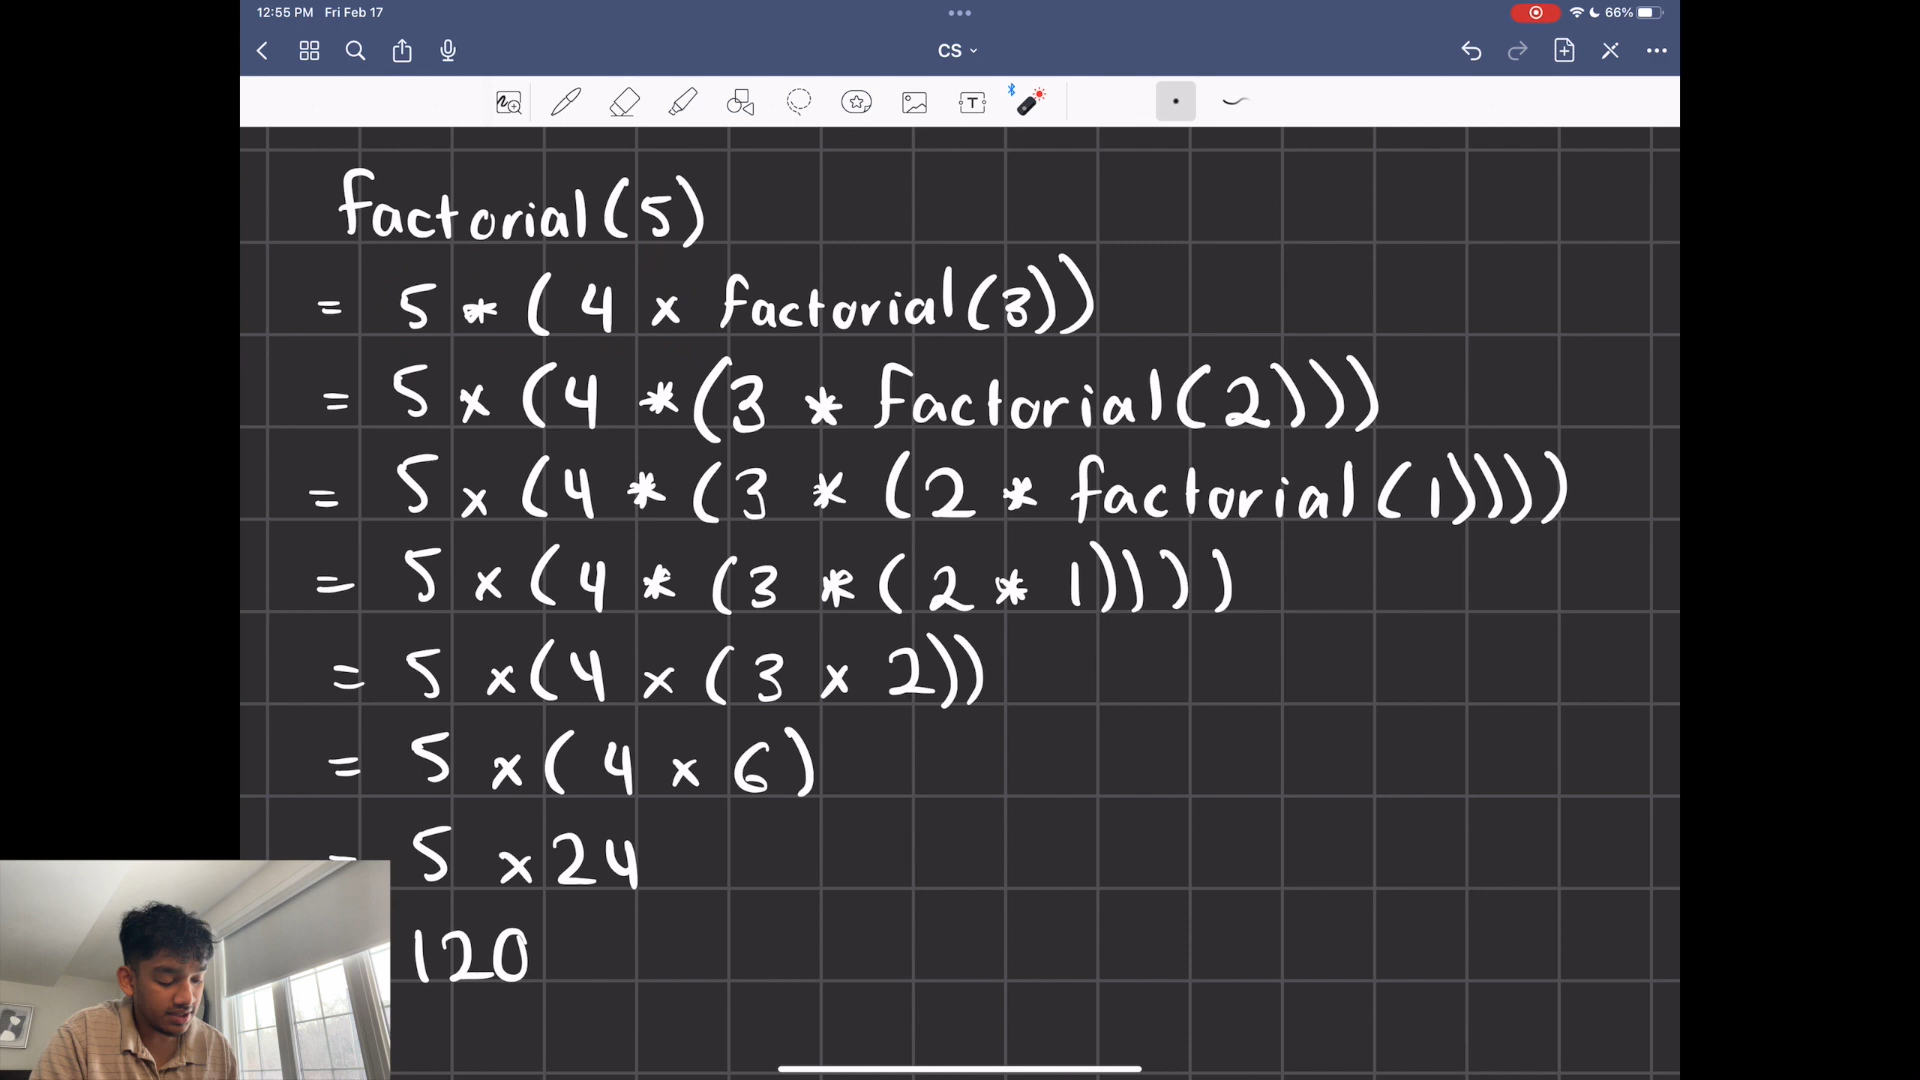 12:55 PM Fri Feb 17
66%
CS
T
factorial(5)
= 5 * (4 x factorial(3))
= 5 x (4 *(3 * factorial(2)))
= 5 x (4 * (3 * (2 * factorial(1))))
= 5 x (4 * (3 * (2 * 1))))
= 5 x(4 x (3 x 2))
= 5 x( 4 x 6)
= 5 x 24
120